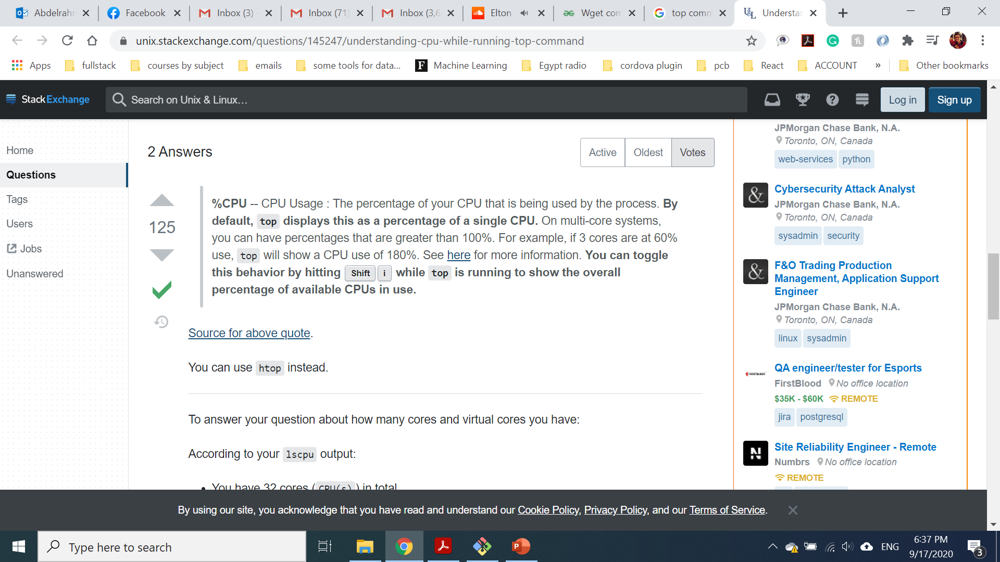 Abdelrahn
Facebook
Inbox (3)
Inbox (71)
Inbox (3,6
Elton
Wget com
top comm
Understan
unix.stackexchange.com/questions/145247/understanding-cpu-while-running-top-command
Apps
fullstack
courses by subject
emails
some tools for data...
Machine Learning
Egypt radio
cordova plugin
pcb
React
ACCOUNT
»
Other bookmarks
StackExchange
Search on Unix & Linux...
Log in
Sign up
Home
Questions
Tags
Users
Jobs
Unanswered
2 Answers
Active
Oldest
Votes
125
%CPU -- CPU Usage : The percentage of your CPU that is being used by the process. By
default, top displays this as a percentage of a single CPU. On multi-core systems,
you can have percentages that are greater than 100%. For example, if 3 cores are at 60%
use, top will show a CPU use of 180%. See here for more information. You can toggle
this behavior by hitting Shift i while top is running to show the overall
percentage of available CPUs in use.
Source for above quote.
You can use htop instead.
To answer your question about how many cores and virtual cores you have:
According to your lscpu output:
• You have 32 cores (CPU(s)) in total
JPMorgan Chase Bank, N.A.
Toronto, ON, Canada
web-services python
Cybersecurity Attack Analyst
JPMorgan Chase Bank, N.A.
Toronto, ON, Canada
sysadmin security
F&O Trading Production
Management, Application Support
Engineer
JPMorgan Chase Bank, N.A.
Toronto, ON, Canada
linux sysadmin
QA engineer/tester for Esports
FirstBlood No office location
$35K - $60K REMOTE
jira postgresql
Site Reliability Engineer - Remote
Numbrs No office location
REMOTE
By using our site, you acknowledge that you have read and understand our Cookie Policy, Privacy Policy, and our Terms of Service.
Type here to search
ENG
6:37 PM
9/17/2020
3